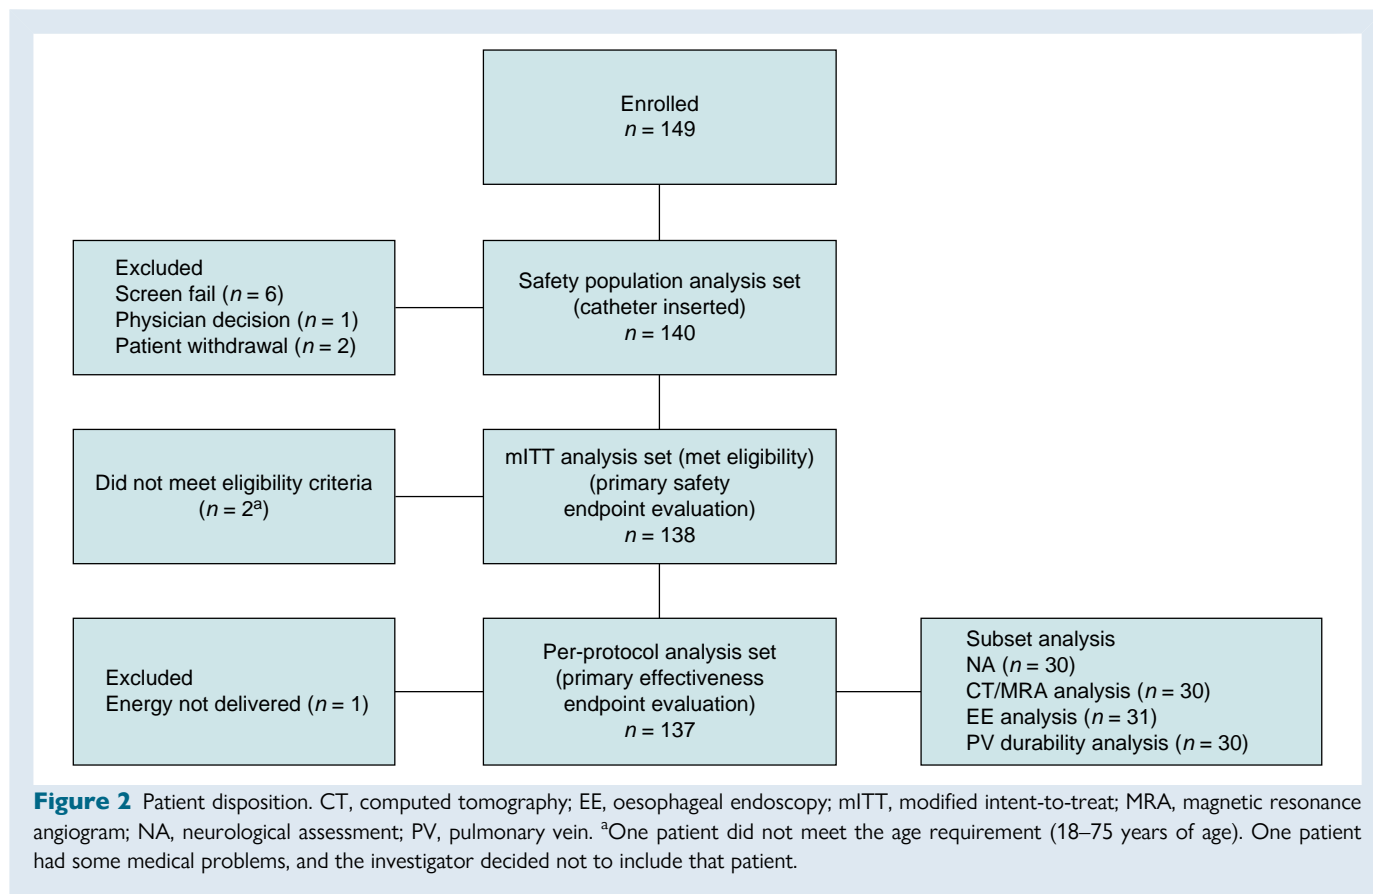 Enrolled
n = 149
Excluded
Screen fail (n = 6)
Physician decision (n = 1)
Patient withdrawal (n = 2)
Safety population analysis set
(catheter inserted)
n = 140
Did not meet eligibility criteria
(n = 2ᵃ)
mITT analysis set (met eligibility)
(primary safety
endpoint evaluation)
n = 138
Excluded
Energy not delivered (n = 1)
Per-protocol analysis set
(primary effectiveness
endpoint evaluation)
n = 137
Subset analysis
NA (n = 30)
CT/MRA analysis (n = 30)
EE analysis (n = 31)
PV durability analysis (n = 30)
Figure 2 Patient disposition. CT, computed tomography; EE, oesophageal endoscopy; mITT, modified intent-to-treat; MRA, magnetic resonance
angiogram; NA, neurological assessment; PV, pulmonary vein. ᵃOne patient did not meet the age requirement (18–75 years of age). One patient
had some medical problems, and the investigator decided not to include that patient.